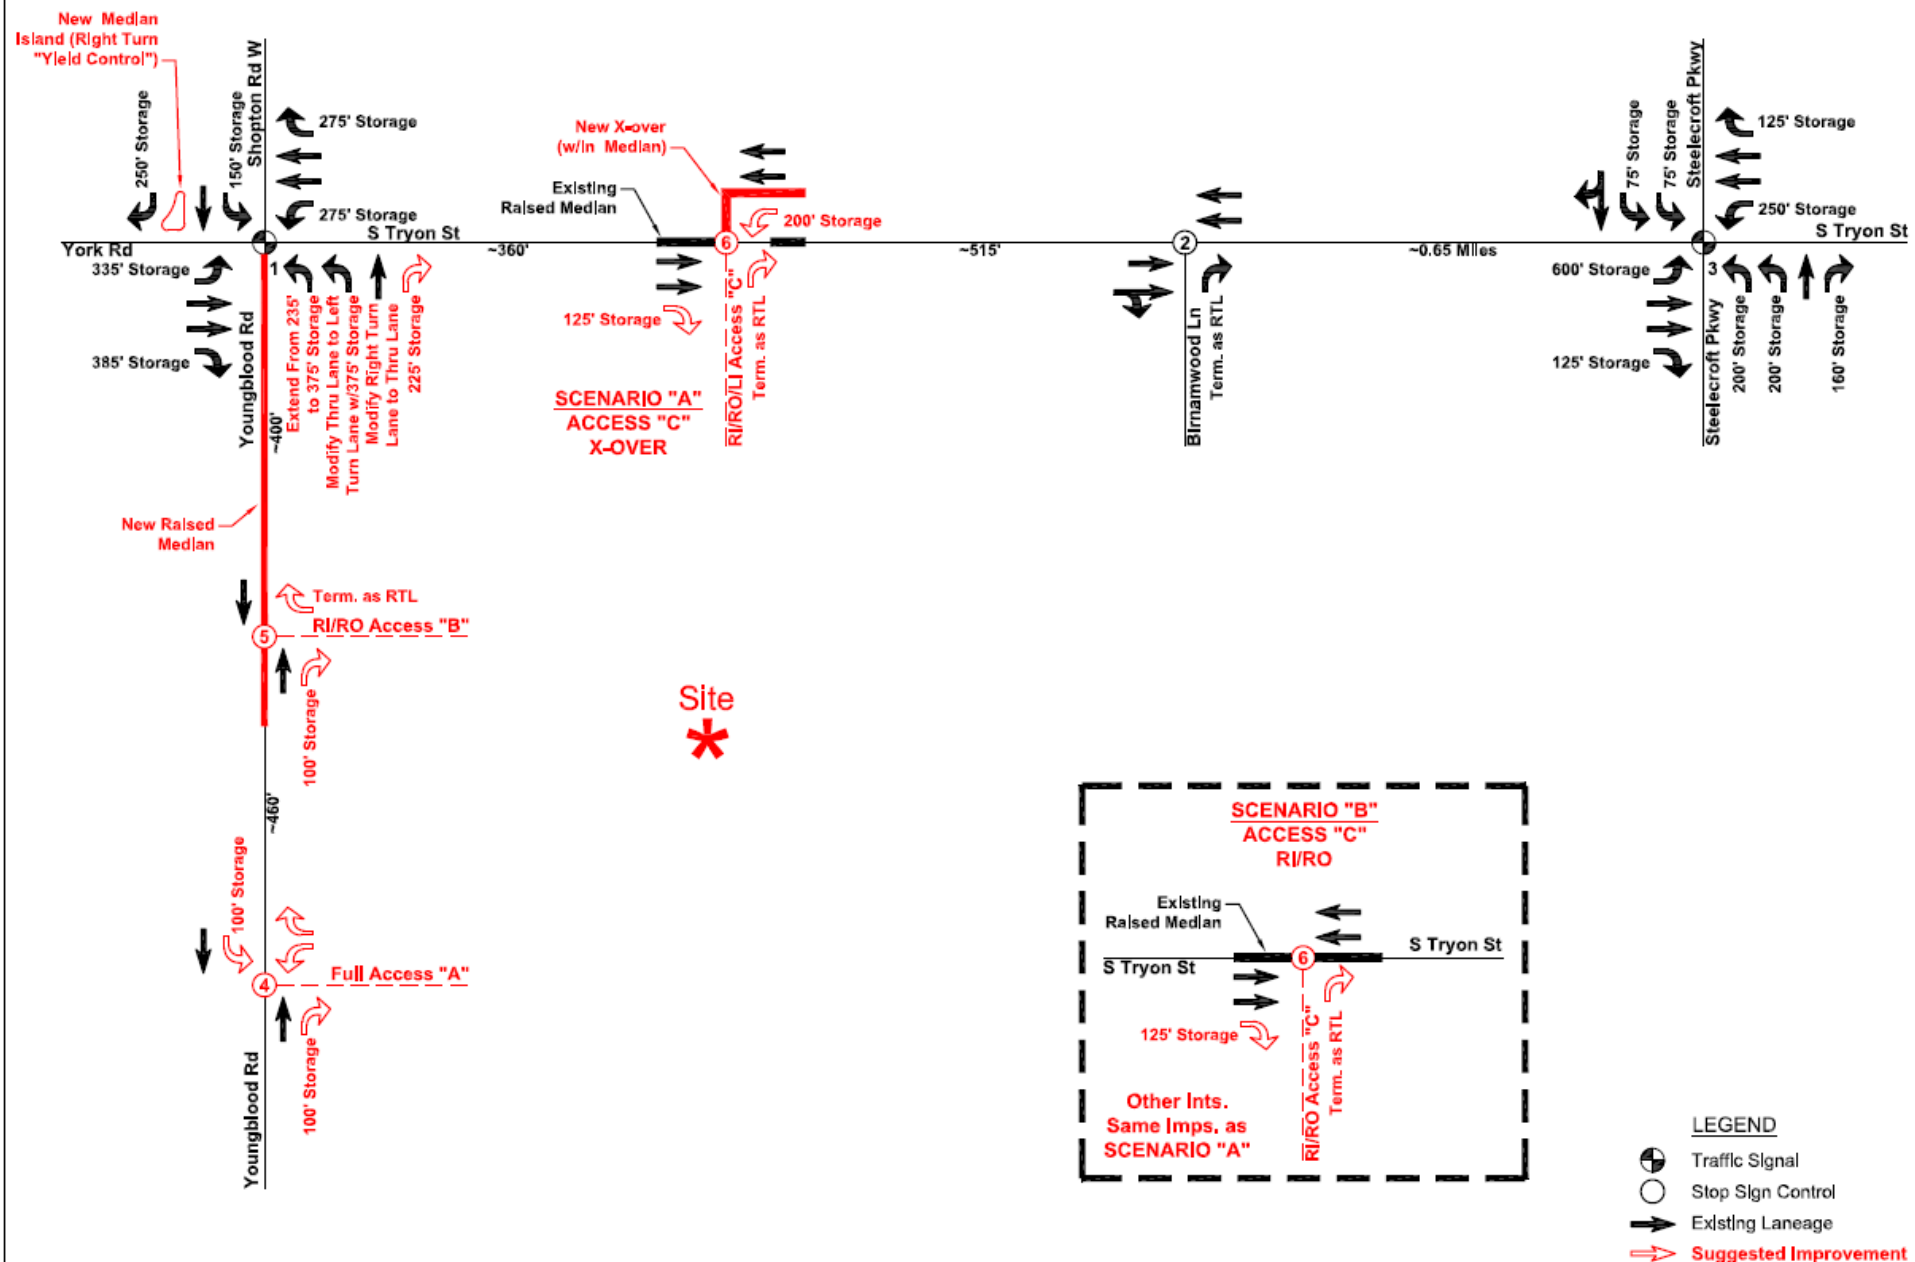 New Median
Island (Right Turn
"Yield Control")
250' Storage
150' Storage
Shopton Rd W
275' Storage
275' Storage
S Tryon St
York Rd
335' Storage
385' Storage
1
Youngblood Rd
~400'
Extend From 235'
to 375' Storage
Modify Thru Lane to Left
Turn Lane w/375' Storage
Modify Right Turn
Lane to Thru Lane
225' Storage
~360'
New X-over
(w/in Median)
Existing
Raised Median
200' Storage
6
125' Storage
RI/RO/LI Access "C"
Term. as RTL
SCENARIO "A"
ACCESS "C"
X-OVER
~515'
2
Birnamwood Ln
Term. as RTL
~0.65 Miles
75' Storage
75' Storage
Steelecroft Pkwy
125' Storage
250' Storage
S Tryon St
600' Storage
3
125' Storage
Steelecroft Pkwy
200' Storage
200' Storage
160' Storage
New Raised
Median
Term. as RTL
RI/RO Access "B"
5
100' Storage
Site
*
~460'
100' Storage
Full Access "A"
4
100' Storage
Youngblood Rd
SCENARIO "B"
ACCESS "C"
RI/RO
Existing
Raised Median
S Tryon St
S Tryon St
6
125' Storage
RI/RO Access "C"
Term. as RTL
Other Ints.
Same Imps. as
SCENARIO "A"
LEGEND
Traffic Signal
Stop Sign Control
Existing Laneage
Suggested Improvement